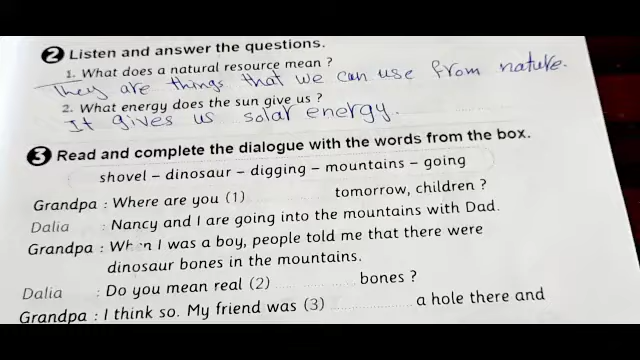 2 Listen and answer the questions.
1. What does a natural resource mean ?
They are things that we can use from nature.
2. What energy does the sun give us ?
It gives us solar energy.
3 Read and complete the dialogue with the words from the box.
shovel – dinosaur – digging – mountains – going
Grandpa : Where are you (1) .......... tomorrow, children ?
Dalia : Nancy and I are going into the mountains with Dad.
Grandpa : When I was a boy, people told me that there were
dinosaur bones in the mountains.
Dalia : Do you mean real (2) .......... bones ?
Grandpa : I think so. My friend was (3) .......... a hole there and